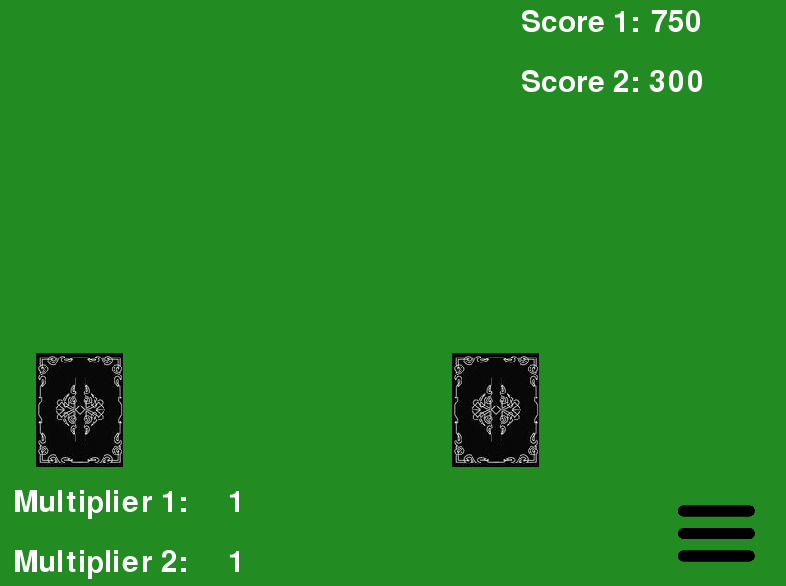 Score 1: 750
Score 2: 300
Multiplier 1: 1
Multiplier 2: 1